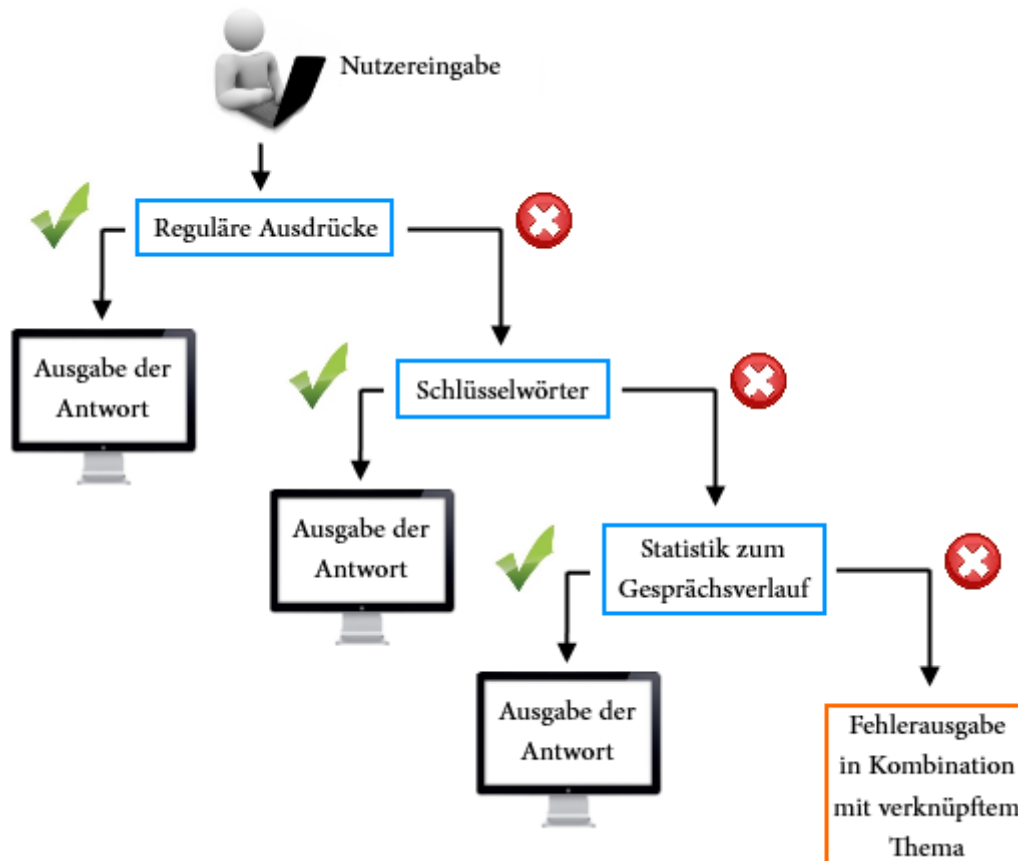 Nutzereingabe
Reguläre Ausdrücke
Ausgabe der
Antwort
Schlüsselwörter
Ausgabe der
Antwort
Statistik zum
Gesprächsverlauf
Ausgabe der
Antwort
Fehlerausgabe
in Kombination
mit verknüpftem
Thema